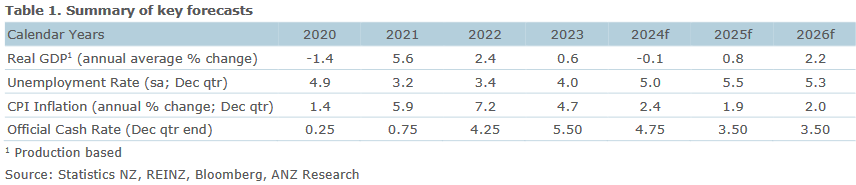 Table 1. Summary of key forecasts
Calendar Years 2020 2021 2022 2023 2024f 2025f 2026f
Real GDP¹ (annual average % change) -1.4 5.6 2.4 0.6 -0.1 0.8 2.2
Unemployment Rate (sa; Dec qtr) 4.9 3.2 3.4 4.0 5.0 5.5 5.3
CPI Inflation (annual % change; Dec qtr) 1.4 5.9 7.2 4.7 2.4 1.9 2.0
Official Cash Rate (Dec qtr end) 0.25 0.75 4.25 5.50 4.75 3.50 3.50
¹ Production based
Source: Statistics NZ, REINZ, Bloomberg, ANZ Research